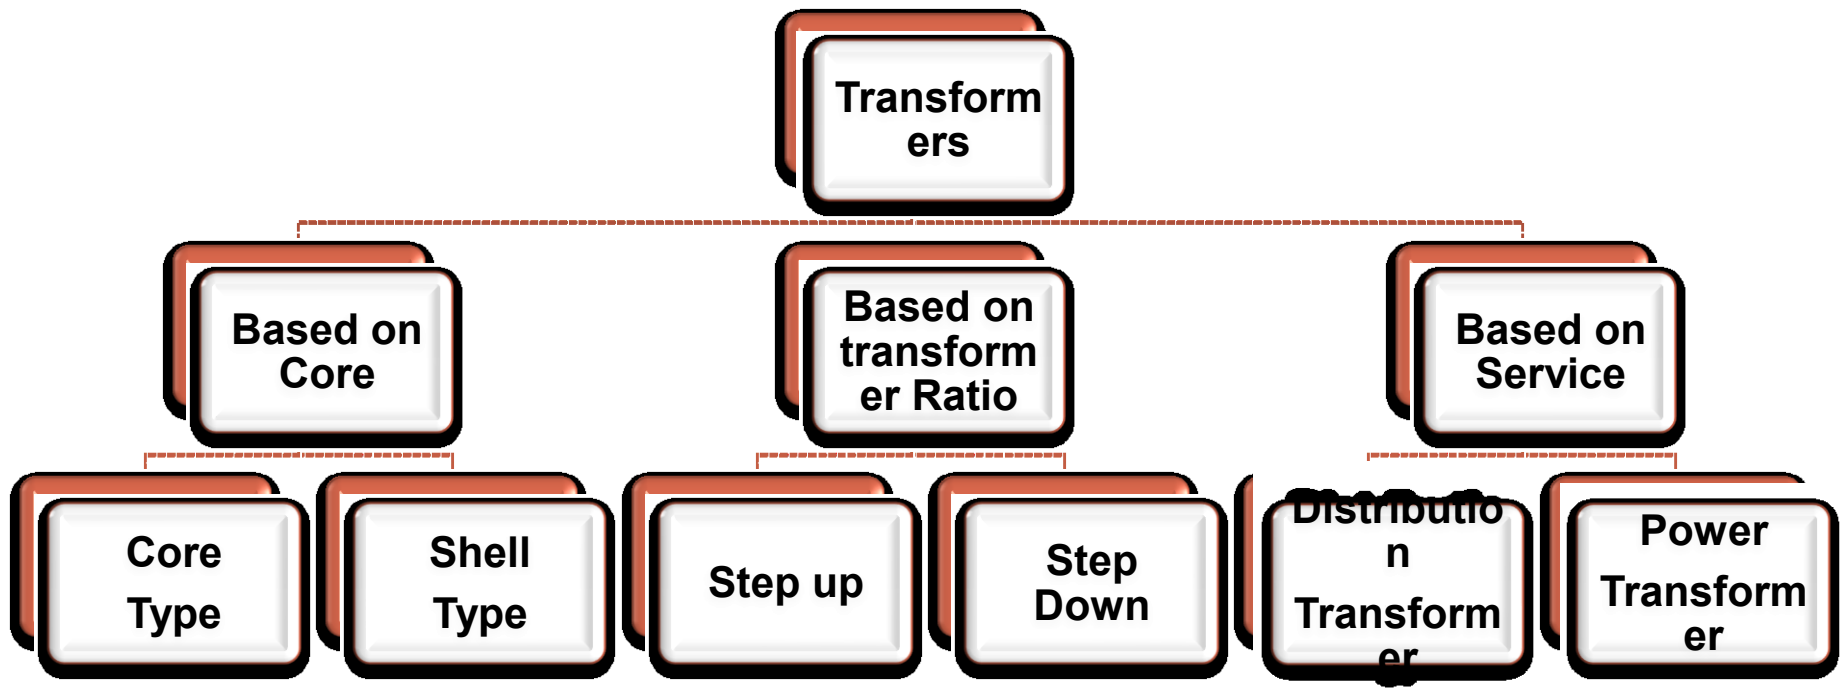 Transform
ers
Based on
Core
Based on
transform
er Ratio
Based on
Service
Core
Type
Shell
Type
Step up
Step
Down
Distributio
n
Transform
er
Power
Transform
er